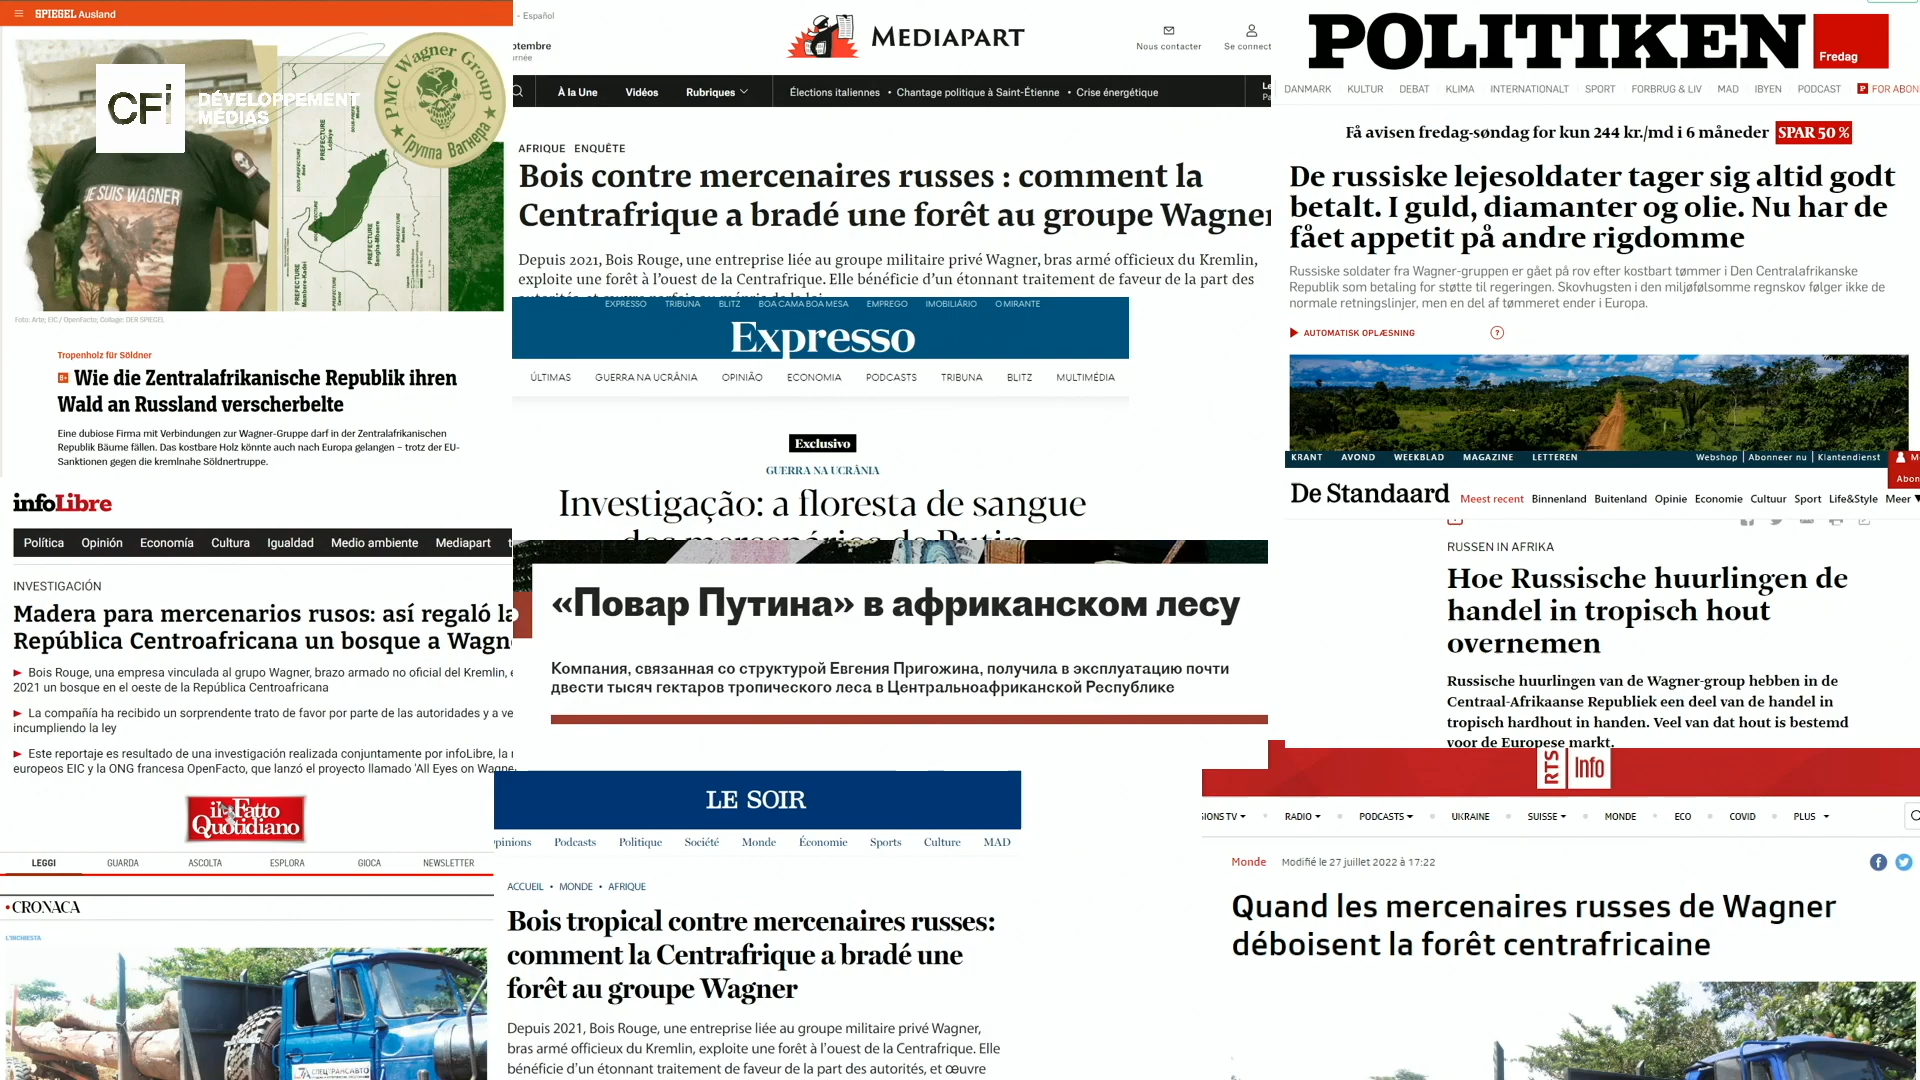 SPIEGEL Ausland
CFi
DÉVELOPPEMENT
MÉDIAS
PMC Wagner Group
Группа Вагнера
JE SUIS WAGNER
Foto: Arte; EIC / OpenFacto; Collage: DER SPIEGEL
Tropenholz für Söldner
Wie die Zentralafrikanische Republik ihren
Wald an Russland verscherbelte
Eine dubiose Firma mit Verbindungen zur Wagner-Gruppe darf in der Zentralafrikanischen
Republik Bäume fällen. Das kostbare Holz könnte auch nach Europa gelangen – trotz der EU-
Sanktionen gegen die kremlnahe Söldnertruppe.
- Español
MEDIAPART
Nous contacter
Se connect
À la Une Vidéos Rubriques
Élections italiennes • Chantage politique à Saint-Étienne • Crise énergétique
AFRIQUE ENQUÊTE
Bois contre mercenaires russes : comment la
Centrafrique a bradé une forêt au groupe Wagner
Depuis 2021, Bois Rouge, une entreprise liée au groupe militaire privé Wagner, bras armé officieux du Kremlin,
exploite une forêt à l’ouest de la Centrafrique. Elle bénéficie d’un étonnant traitement de faveur de la part des
POLITIKEN
Fredag
DANMARK KULTUR DEBAT KLIMA INTERNATIONALT SPORT FORBRUG & LIV MAD IBYEN PODCAST FOR ABON
Få avisen fredag-søndag for kun 244 kr./md i 6 måneder SPAR 50 %
De russiske lejesoldater tager sig altid godt
betalt. I guld, diamanter og olie. Nu har de
fået appetit på andre rigdomme
Russiske soldater fra Wagner-gruppen er gået på rov efter kostbart tømmer i Den Centralafrikanske
Republik som betaling for støtte til regeringen. Skovhugsten i den miljøfølsomme regnskov følger ikke de
normale retningslinjer, men en del af tømmeret ender i Europa.
AUTOMATISK OPLÆSNING ?
EXPRESSO TRIBUNA BLITZ BOA CAMA BOA MESA EMPREGO IMOBILIÁRIO O MIRANTE
Expresso
ÚLTIMAS GUERRA NA UCRÂNIA OPINIÃO ECONOMIA PODCASTS TRIBUNA BLITZ MULTIMÉDIA
Exclusivo
GUERRA NA UCRÂNIA
Investigação: a floresta de sangue
dos mercenários de Putin
KRANT AVOND WEEKBLAD MAGAZINE LETTEREN Webshop | Abonneer nu | Klantendienst
De Standaard
Meest recent Binnenland Buitenland Opinie Economie Cultuur Sport Life&Style Meer
RUSSEN IN AFRIKA
Hoe Russische huurlingen de
handel in tropisch hout
overnemen
Russische huurlingen van de Wagner-group hebben in de
Centraal-Afrikaanse Republiek een deel van de handel in
tropisch hardhout in handen. Veel van dat hout is bestemd
voor de Europese markt.
infoLibre
Política Opinión Economía Cultura Igualdad Medio ambiente Mediapart
INVESTIGACIÓN
Madera para mercenarios rusos: así regaló la
República Centroafricana un bosque a Wagn
Bois Rouge, una empresa vinculada al grupo Wagner, brazo armado no oficial del Kremlin,
2021 un bosque en el oeste de la República Centroafricana
La compañía ha recibido un sorprendente trato de favor por parte de las autoridades y a ve
incumpliendo la ley
Este reportaje es resultado de una investigación realizada conjuntamente por infoLibre, la
europeos EIC y la ONG francesa OpenFacto, que lanzó el proyecto llamado 'All Eyes on Wagne
«Повар Путина» в африканском лесу
Компания, связанная со структурой Евгения Пригожина, получила в эксплуатацию почти
двести тысяч гектаров тропического леса в Центральноафриканской Республике
il Fatto
Quotidiano
LEGGI GUARDA ASCOLTA ESPLORA GIOCA NEWSLETTER
•CRONACA
L'INCHIESTA
СПЕЦТРАНСАВТО
LE SOIR
pinions Podcasts Politique Société Monde Économie Sports Culture MAD
ACCUEIL • MONDE • AFRIQUE
Bois tropical contre mercenaires russes:
comment la Centrafrique a bradé une
forêt au groupe Wagner
Depuis 2021, Bois Rouge, une entreprise liée au groupe militaire privé Wagner,
bras armé officieux du Kremlin, exploite une forêt à l’ouest de la Centrafrique. Elle
bénéficie d’un étonnant traitement de faveur de la part des autorités, et œuvre
RTS Info
IONS TV RADIO PODCASTS UKRAINE SUISSE MONDE ECO COVID PLUS
Monde Modifié le 27 juillet 2022 à 17:22
Quand les mercenaires russes de Wagner
déboisent la forêt centrafricaine